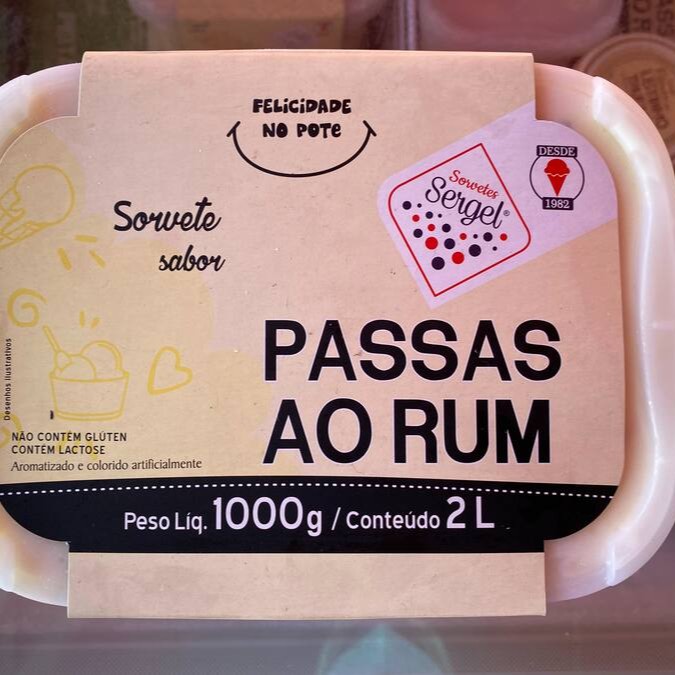 FELICIDADE
NO POTE
DESDE
1982
Sorvetes
Sergel®
Sorvete
sabor
PASSAS
AO RUM
Desenhos ilustrativos
NÃO CONTÉM GLÚTEN
CONTÉM LACTOSE
Aromatizado e colorido artificialmente
Peso Líq. 1000g / Conteúdo 2 L